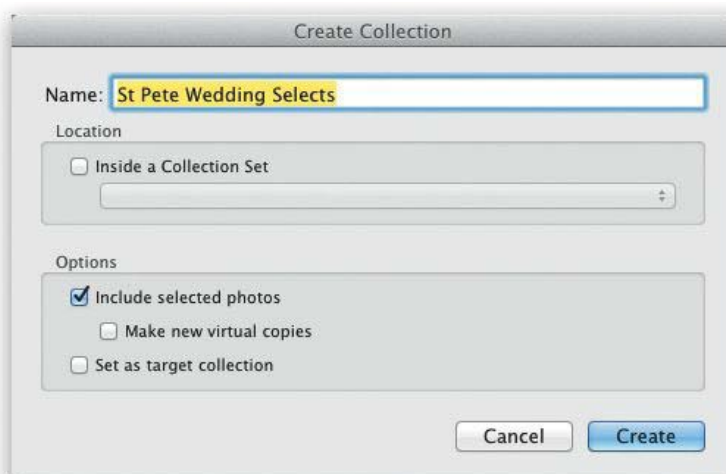 Create Collection
Name: St Pete Wedding Selects
Location
Inside a Collection Set
Options
Include selected photos
Make new virtual copies
Set as target collection
Cancel Create